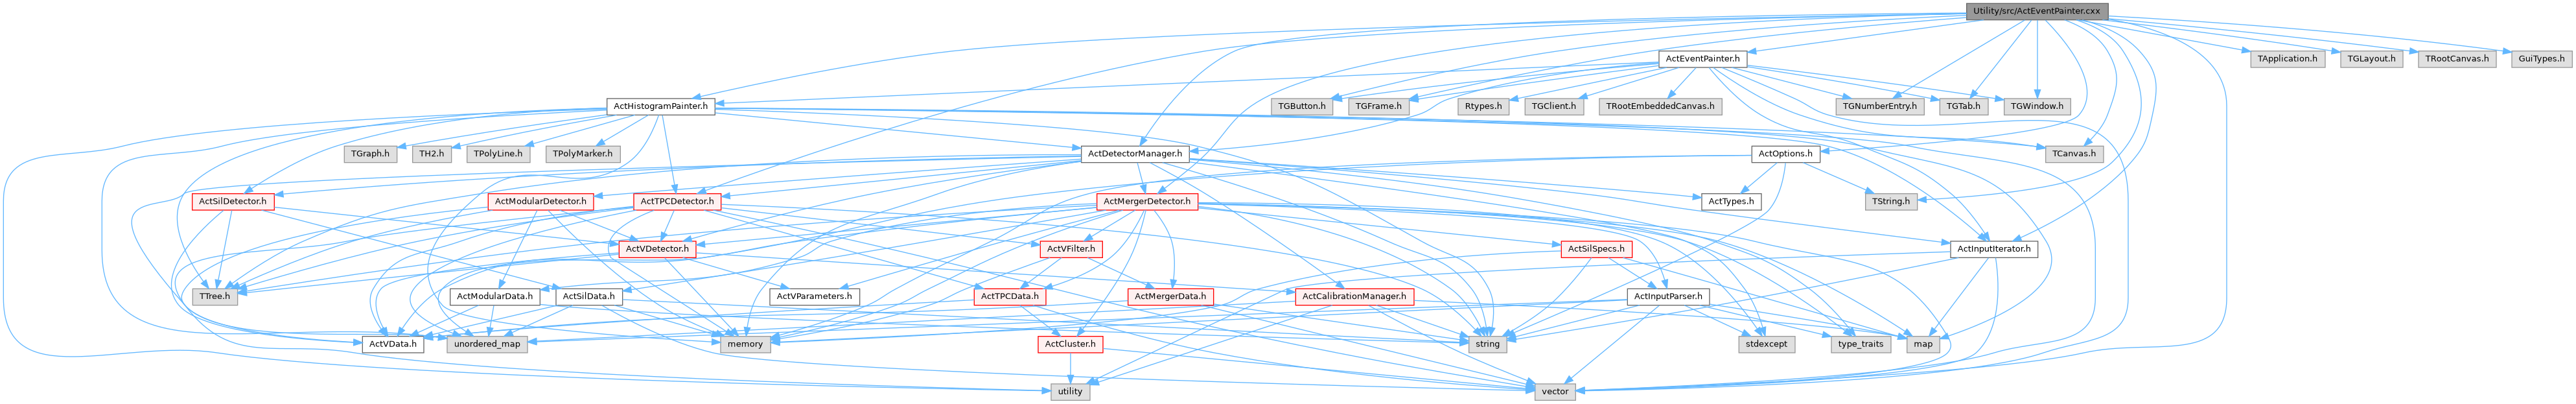 Utility/src/ActEventPainter.cxx
ActEventPainter.h
TApplication.h
TGLayout.h
TRootCanvas.h
GuiTypes.h
ActHistogramPainter.h
TGButton.h
TGFrame.h
Rtypes.h
TGClient.h
TRootEmbeddedCanvas.h
TGNumberEntry.h
TGTab.h
TGWindow.h
TGraph.h
TH2.h
TPolyLine.h
TPolyMarker.h
ActDetectorManager.h
ActOptions.h
TCanvas.h
ActSilDetector.h
ActModularDetector.h
ActTPCDetector.h
ActMergerDetector.h
ActTypes.h
TString.h
ActVDetector.h
ActVFilter.h
ActSilSpecs.h
ActInputIterator.h
TTree.h
ActModularData.h
ActSilData.h
ActVParameters.h
ActTPCData.h
ActMergerData.h
ActCalibrationManager.h
ActInputParser.h
ActVData.h
unordered_map
memory
ActCluster.h
string
stdexcept
type_traits
map
utility
vector